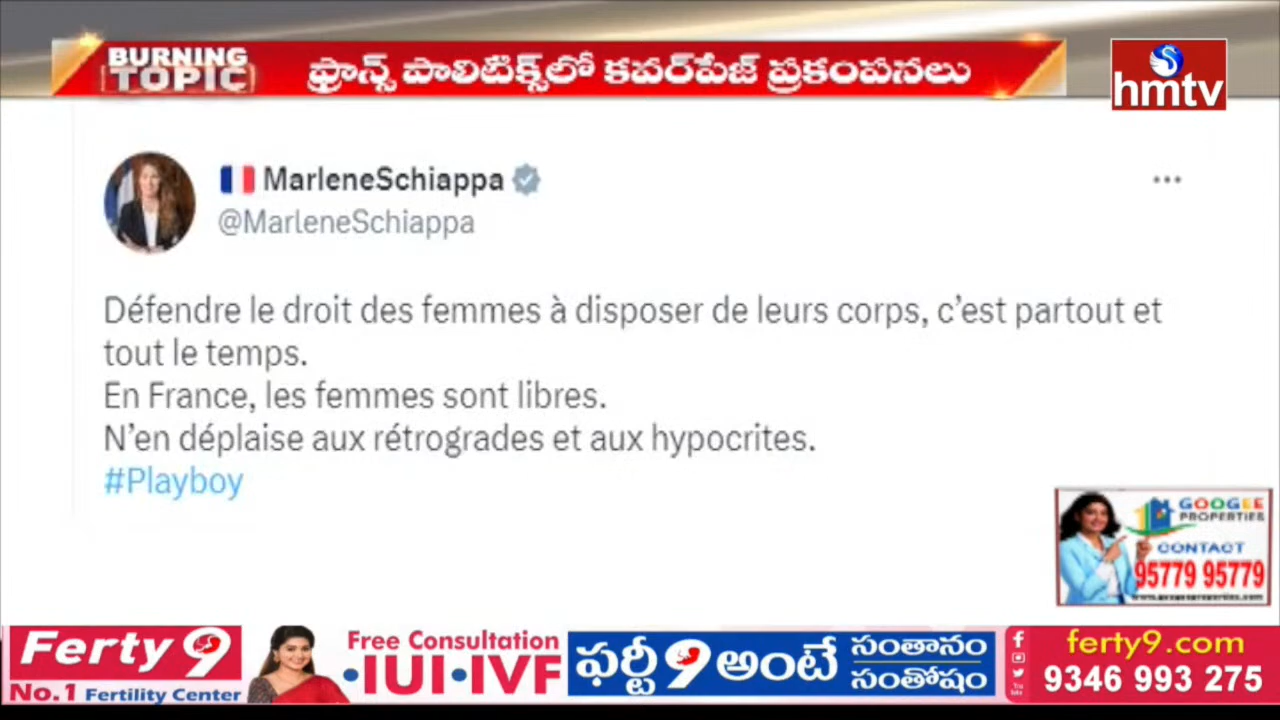 BURNING
TOPIC
ఫ్రాన్స్ పాలిటిక్స్‌లో కవర్‌పేజ్ ప్రకంపనలు
hmtv
MarleneSchiappa
@MarleneSchiappa
Défendre le droit des femmes à disposer de leurs corps, c’est partout et
tout le temps.
En France, les femmes sont libres.
N’en déplaise aux rétrogrades et aux hypocrites.
#Playboy
GOOGEE
PROPERTIES
CONTACT
95779 95779
Ferty9
No.1 Fertility Center
Free Consultation
•IUI•IVF
ఫర్టీ9 అంటే
సంతానం
సంతోషం
ferty9.com
9346 993 275